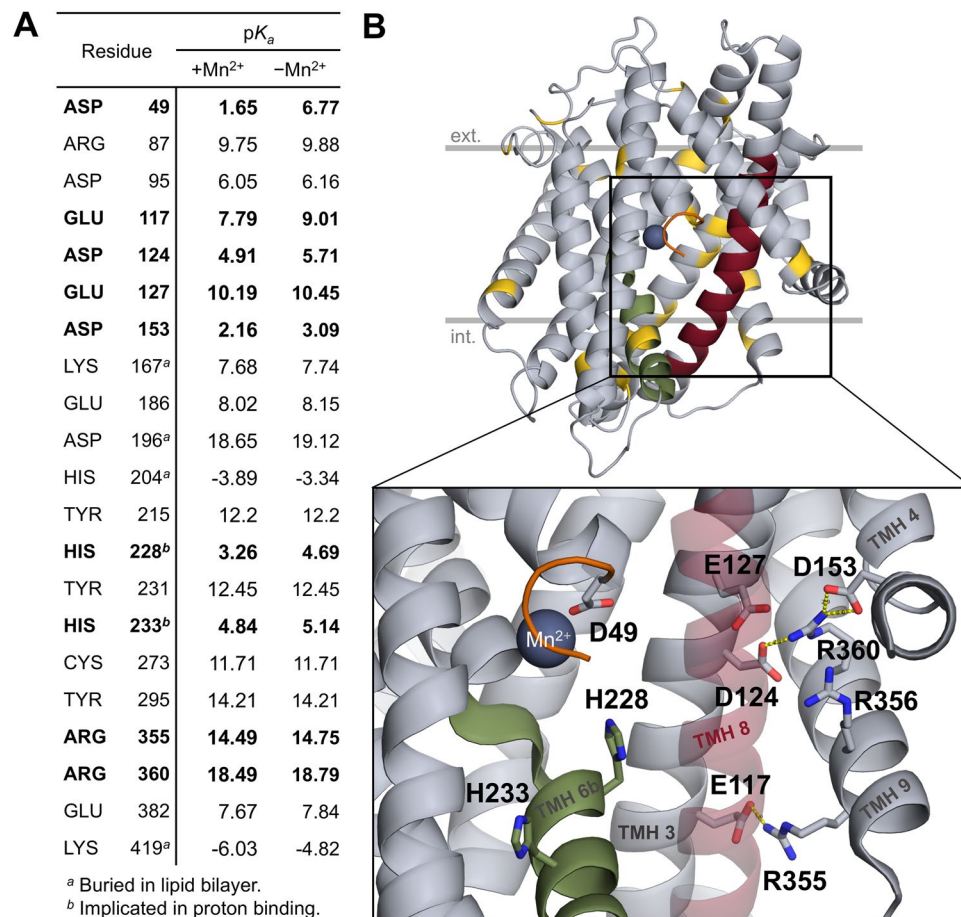 A
Residue
pKₐ
+Mn²⁺ −Mn²⁺
ASP 49 1.65 6.77
ARG 87 9.75 9.88
ASP 95 6.05 6.16
GLU 117 7.79 9.01
ASP 124 4.91 5.71
GLU 127 10.19 10.45
ASP 153 2.16 3.09
LYS 167ᵃ 7.68 7.74
GLU 186 8.02 8.15
ASP 196ᵃ 18.65 19.12
HIS 204ᵃ -3.89 -3.34
TYR 215 12.2 12.2
HIS 228ᵇ 3.26 4.69
TYR 231 12.45 12.45
HIS 233ᵇ 4.84 5.14
CYS 273 11.71 11.71
TYR 295 14.21 14.21
ARG 355 14.49 14.75
ARG 360 18.49 18.79
GLU 382 7.67 7.84
LYS 419ᵃ -6.03 -4.82
ᵃ Buried in lipid bilayer.
ᵇ Implicated in proton binding.
B
ext.
int.
TMH 4
E127
D153
Mn²⁺
D49
R360
D124
R356
H228
TMH 8
E117
H233
TMH 6b
TMH 3
TMH 9
R355